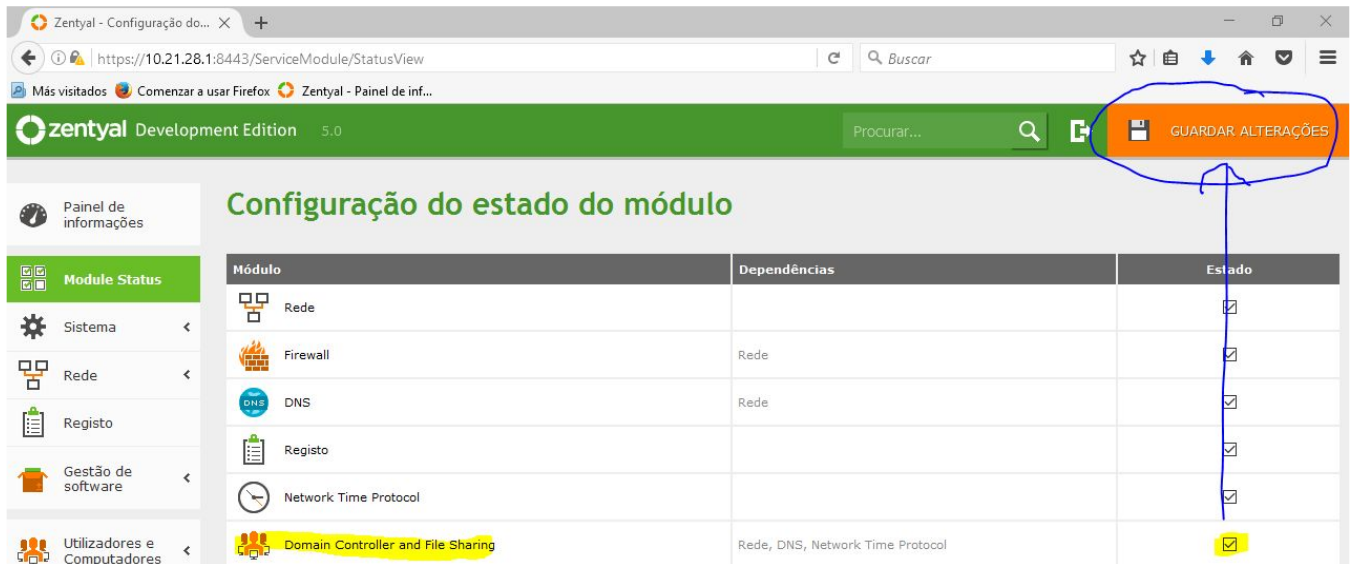 Zentyal - Configuração do...
https://10.21.28.1:8443/ServiceModule/StatusView
Buscar
Más visitados Comenzar a usar Firefox Zentyal - Painel de inf...
zentyal Development Edition 5.0
Procurar...
GUARDAR ALTERAÇÕES
Painel de
informações
Module Status
Sistema
Rede
Registo
Gestão de
software
Utilizadores e
Computadores
Configuração do estado do módulo
Módulo Dependências Estado
Rede
Firewall Rede
DNS DNS Rede
Registo
Network Time Protocol
Domain Controller and File Sharing Rede, DNS, Network Time Protocol